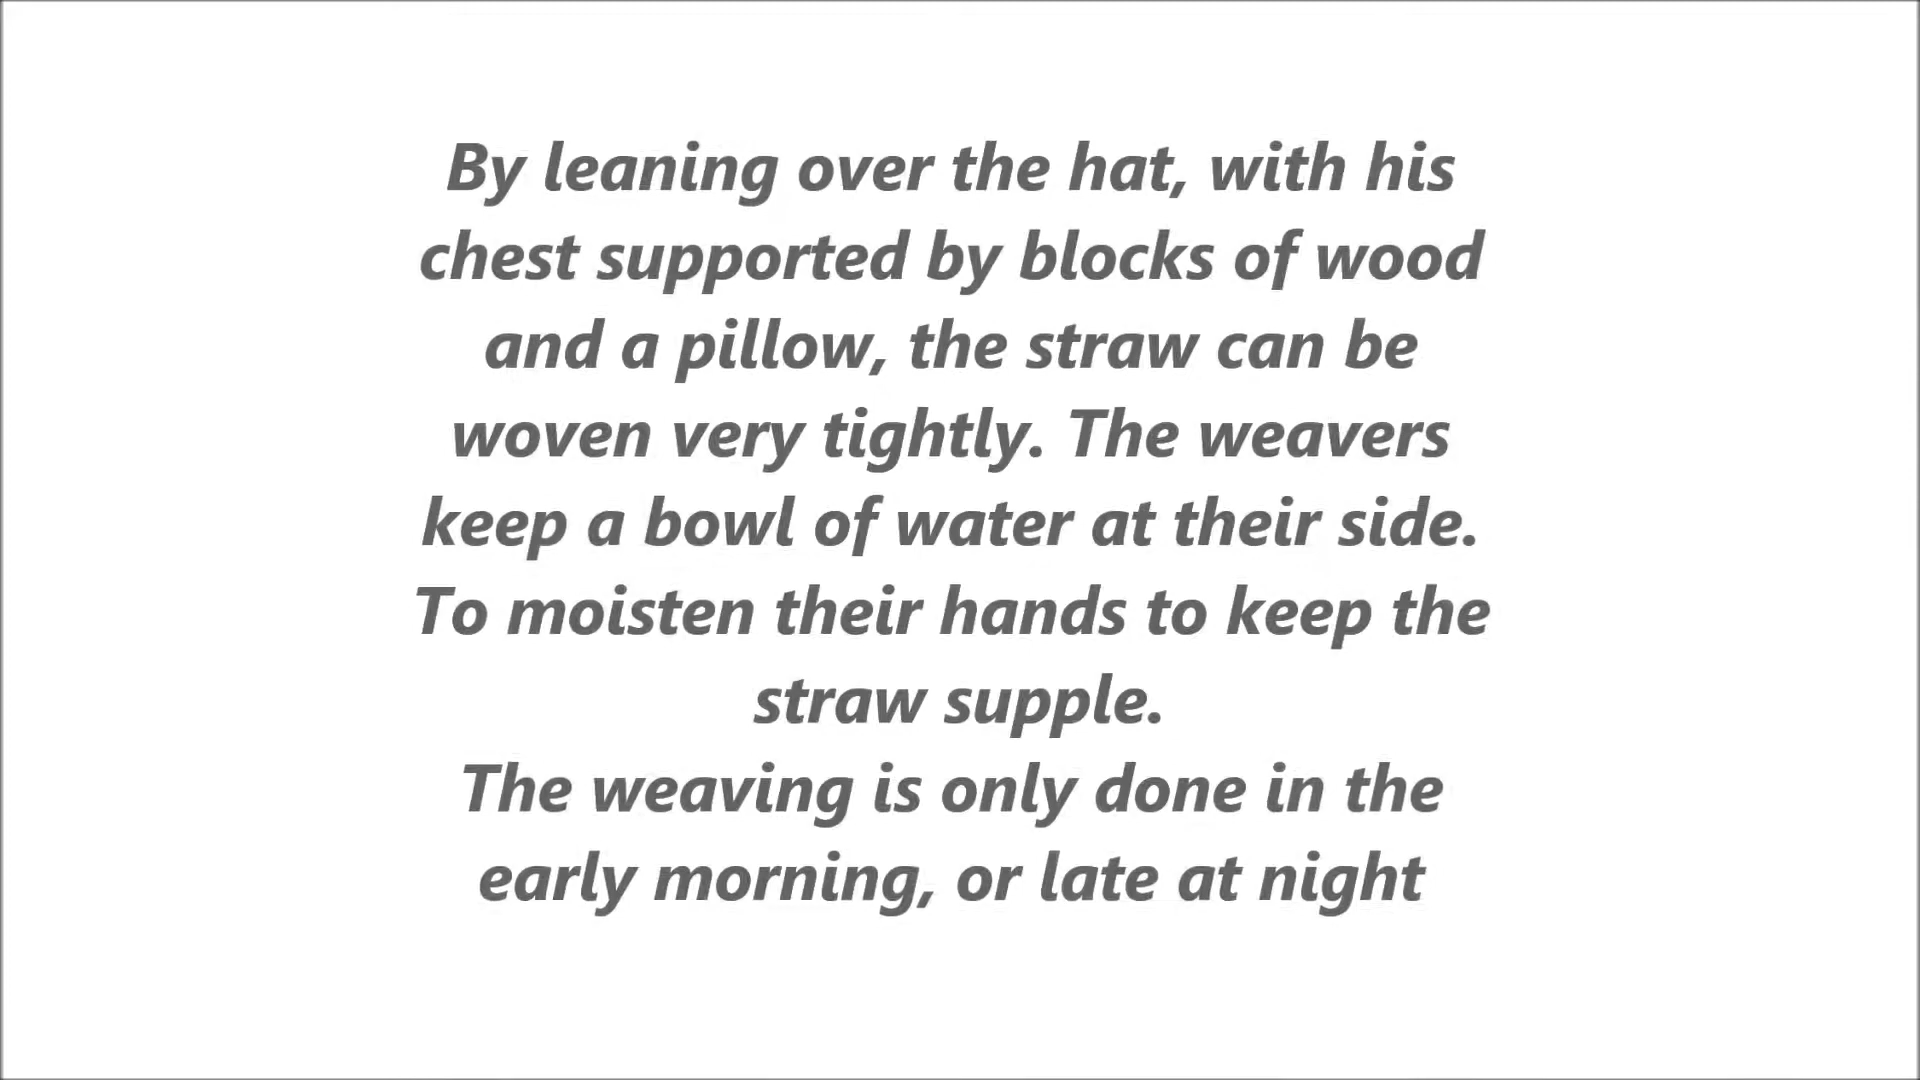 By leaning over the hat, with his
chest supported by blocks of wood
and a pillow, the straw can be
woven very tightly. The weavers
keep a bowl of water at their side.
To moisten their hands to keep the
straw supple.
The weaving is only done in the
early morning, or late at night